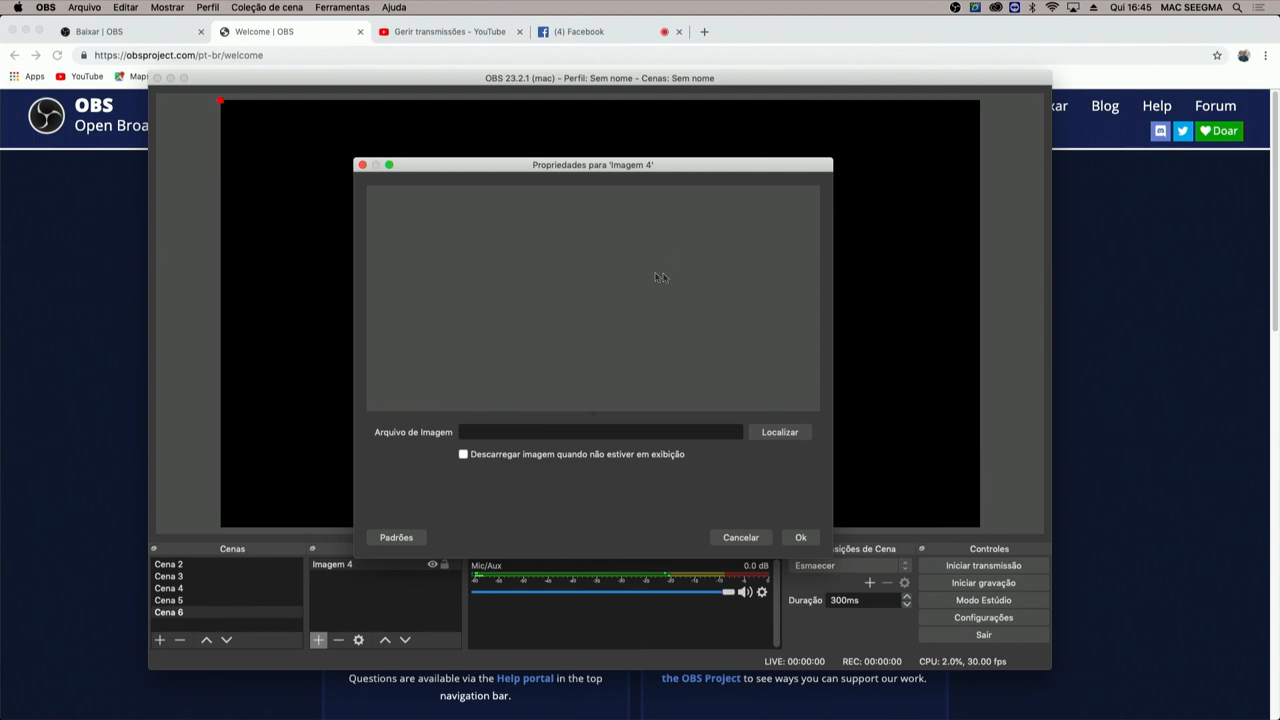 OBS Arquivo Editar Mostrar Perfil Coleção de cena Ferramentas Ajuda Qui 16:45 MAC SEEGMA
Baixar | OBS
Welcome | OBS
Gerir transmissões - YouTube
(4) Facebook
https://obsproject.com/pt-br/welcome
Apps YouTube Maps
OBS 23.2.1 (mac) - Perfil: Sem nome - Cenas: Sem nome
OBS
Open Broa
xar Blog Help Forum
Doar
Propriedades para 'Imagem 4'
Arquivo de Imagem
Localizar
Descarregar imagem quando não estiver em exibição
Padrões
Cancelar
Ok
Cenas
Cena 2
Cena 3
Cena 4
Cena 5
Cena 6
Imagem 4
Mic/Aux 0.0 dB
sições de Cena
Esmaecer
Duração 300ms
Controles
Iniciar transmissão
Iniciar gravação
Modo Estúdio
Configurações
Sair
LIVE: 00:00:00 REC: 00:00:00 CPU: 2.0%, 30.00 fps
Questions are available via the Help portal in the top
navigation bar.
the OBS Project to see ways you can support our work.